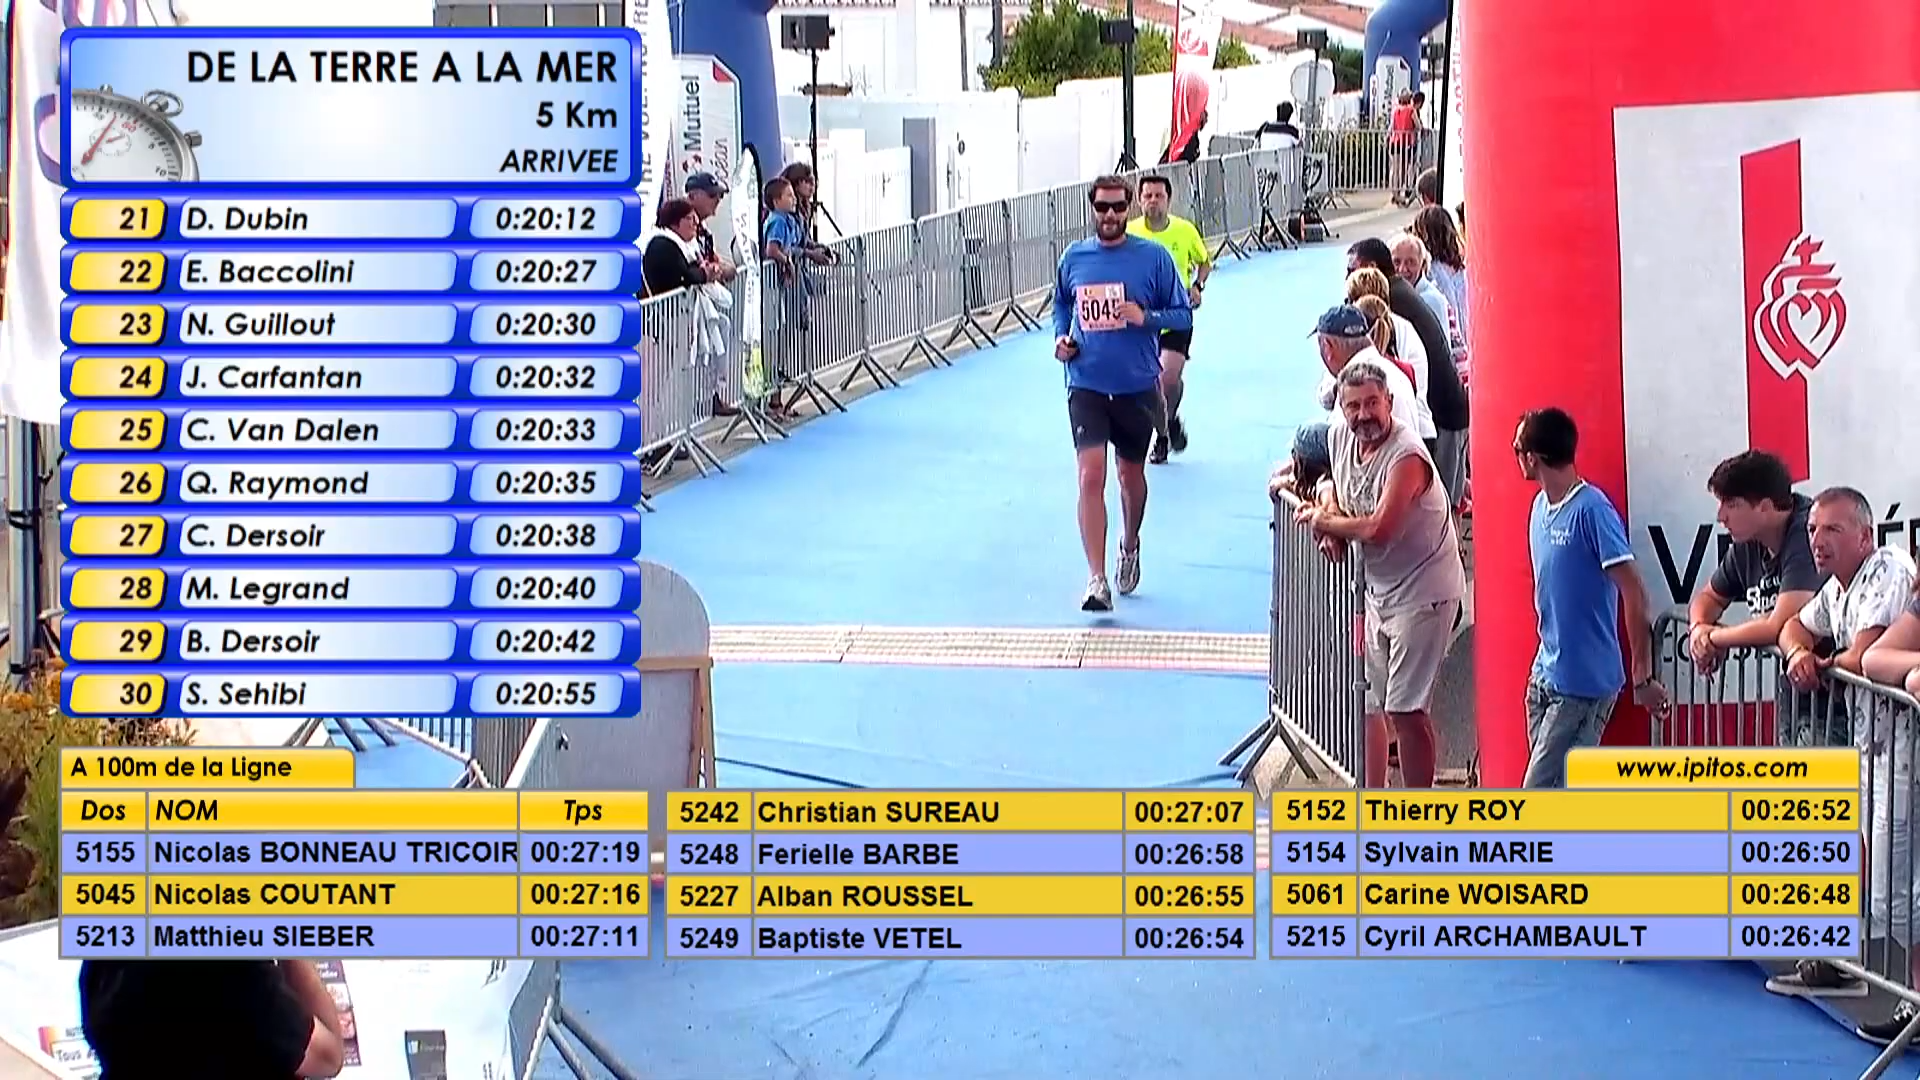 DE LA TERRE A LA MER
5 Km
ARRIVEE
21 D. Dubin 0:20:12
22 E. Baccolini 0:20:27
23 N. Guillout 0:20:30
24 J. Carfantan 0:20:32
25 C. Van Dalen 0:20:33
26 Q. Raymond 0:20:35
27 C. Dersoir 0:20:38
28 M. Legrand 0:20:40
29 B. Dersoir 0:20:42
30 S. Sehibi 0:20:55
Mutuel
5045
A 100m de la Ligne
www.ipitos.com
Dos NOM Tps
5155 Nicolas BONNEAU TRICOIR 00:27:19
5045 Nicolas COUTANT 00:27:16
5213 Matthieu SIEBER 00:27:11
5242 Christian SUREAU 00:27:07
5248 Ferielle BARBE 00:26:58
5227 Alban ROUSSEL 00:26:55
5249 Baptiste VETEL 00:26:54
5152 Thierry ROY 00:26:52
5154 Sylvain MARIE 00:26:50
5061 Carine WOISARD 00:26:48
5215 Cyril ARCHAMBAULT 00:26:42